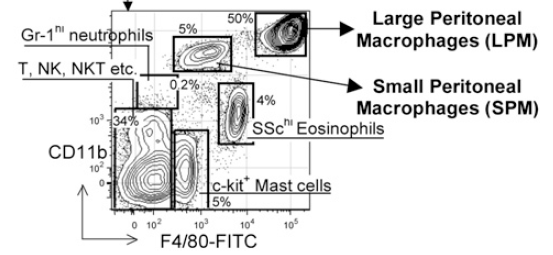 50%
5%
Large Peritoneal
Macrophages (LPM)
Gr-1ʰⁱ neutrophils
T, NK, NKT etc.
0.2%
Small Peritoneal
Macrophages (SPM)
4%
10³
34%
SScʰⁱ Eosinophils
CD11b
10²
0
c-kit⁺ Mast cells
5%
0 10² 10³ 10⁴ 10⁵
F4/80-FITC